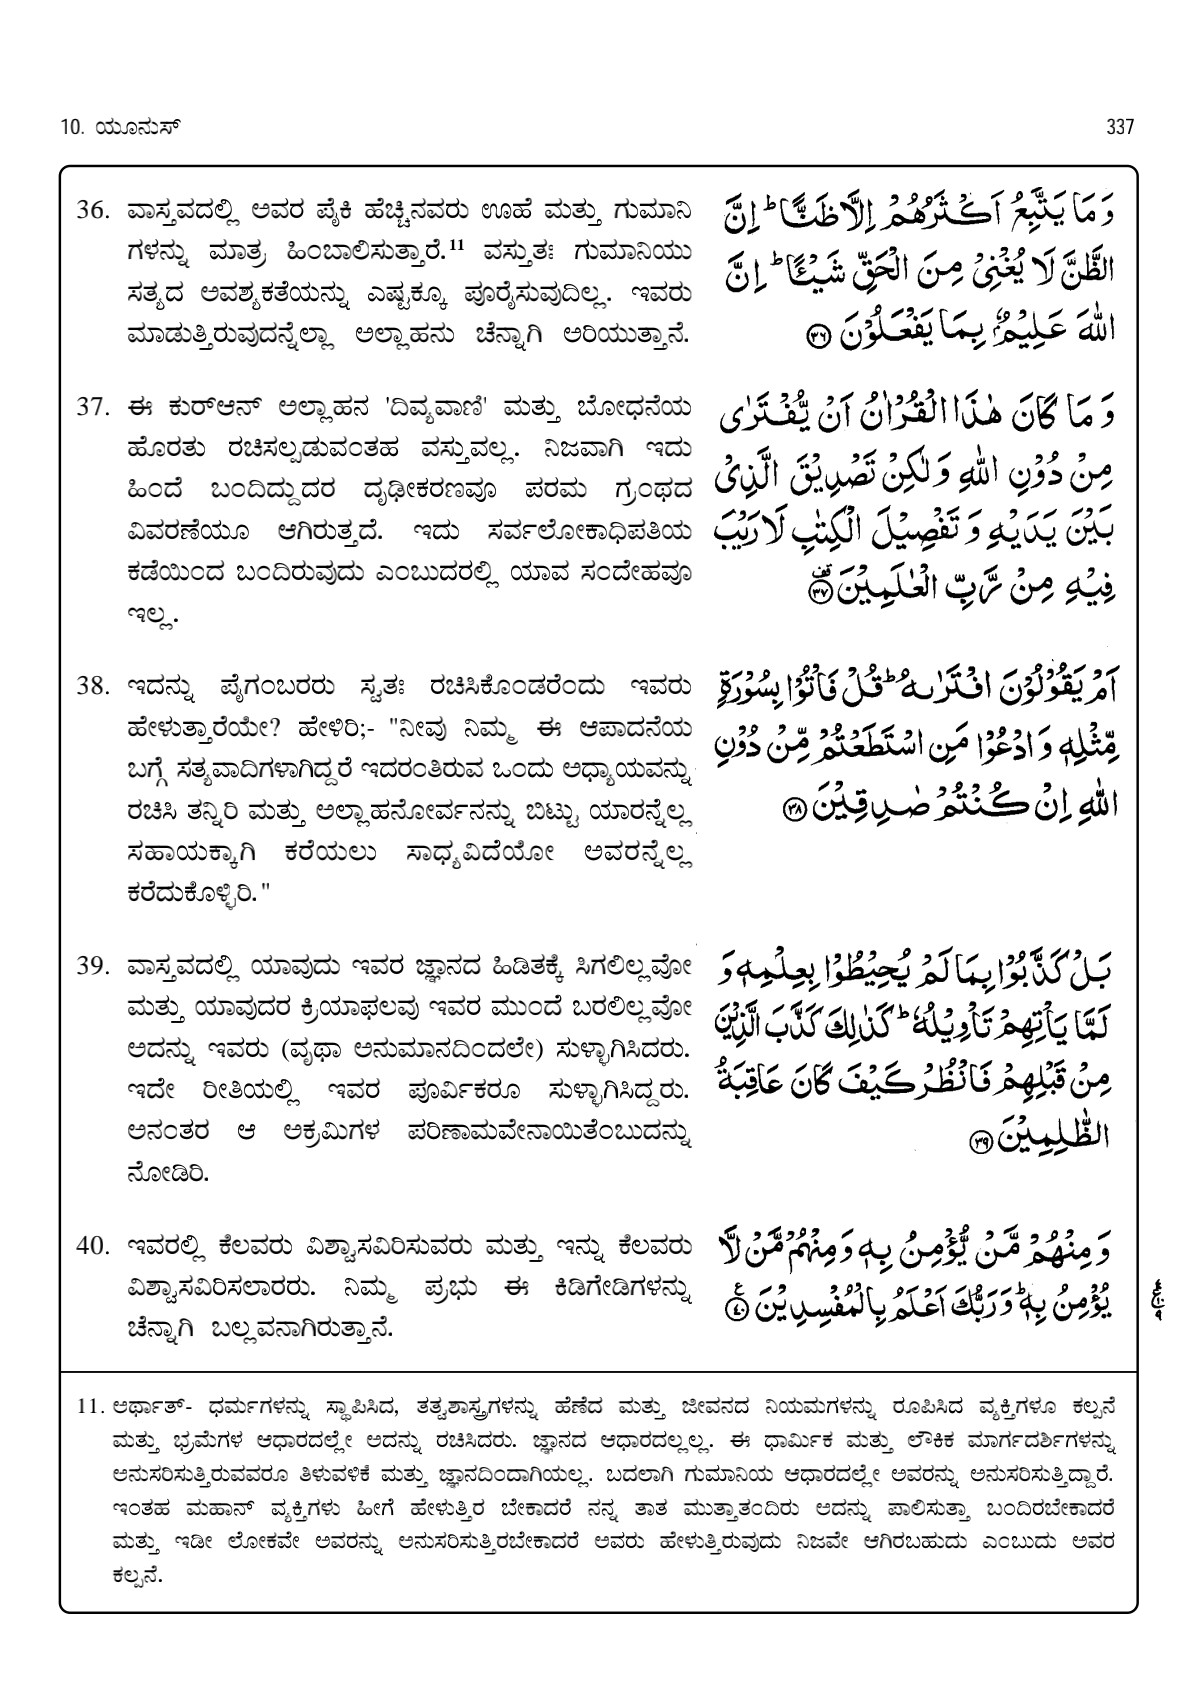 10. ಯೂನುಸ್
337
36. ವಾಸ್ತವದಲ್ಲಿ ಅವರ ಪೈಕಿ ಹೆಚ್ಚಿನವರು ಊಹೆ ಮತ್ತು ಗುಮಾನಿ
ಗಳನ್ನು ಮಾತ್ರ ಹಿಂಬಾಲಿಸುತ್ತಾರೆ.11 ವಸ್ತುತಃ ಗುಮಾನಿಯು
ಸತ್ಯದ ಅವಶ್ಯಕತೆಯನ್ನು ಎಷ್ಟಕ್ಕೂ ಪೂರೈಸುವುದಿಲ್ಲ. ಇವರು
ಮಾಡುತ್ತಿರುವುದನ್ನೆಲ್ಲಾ ಅಲ್ಲಾಹನು ಚೆನ್ನಾಗಿ ಅರಿಯುತ್ತಾನೆ.
وَمَا يَتَّبِعُ اَكْثَرُهُمْ اِلَّا ظَنًّا ؕ اِنَّ
الظَّنَّ لَا يُغْنِىْ مِنَ الْحَقِّ شَيْـًٔا ؕ اِنَّ
اللّٰهَ عَلِيْمٌۢ بِمَا يَفْعَلُوْنَ ۝۳۶
37. ಈ ಕುರ್‌ಆನ್ ಅಲ್ಲಾಹನ 'ದಿವ್ಯವಾಣಿ' ಮತ್ತು ಬೋಧನೆಯ
ಹೊರತು ರಚಿಸಲ್ಪಡುವಂತಹ ವಸ್ತುವಲ್ಲ. ನಿಜವಾಗಿ ಇದು
ಹಿಂದೆ ಬಂದಿದ್ದುದರ ದೃಢೀಕರಣವೂ ಪರಮ ಗ್ರಂಥದ
ವಿವರಣೆಯೂ ಆಗಿರುತ್ತದೆ. ಇದು ಸರ್ವಲೋಕಾಧಿಪತಿಯ
ಕಡೆಯಿಂದ ಬಂದಿರುವುದು ಎಂಬುದರಲ್ಲಿ ಯಾವ ಸಂದೇಹವೂ
ಇಲ್ಲ.
وَمَا كَانَ هٰذَا الْقُرْاٰنُ اَنْ يُّفْتَرٰى
مِنْ دُوْنِ اللّٰهِ وَلٰكِنْ تَصْدِيْقَ الَّذِىْ
بَيْنَ يَدَيْهِ وَتَفْصِيْلَ الْكِتٰبِ لَا رَيْبَ
فِيْهِ مِنْ رَّبِّ الْعٰلَمِيْنَ ۝۳۷
38. ಇದನ್ನು ಪೈಗಂಬರರು ಸ್ವತಃ ರಚಿಸಿಕೊಂಡರೆಂದು ಇವರು
ಹೇಳುತ್ತಾರೆಯೇ? ಹೇಳಿರಿ;- "ನೀವು ನಿಮ್ಮ ಈ ಆಪಾದನೆಯ
ಬಗ್ಗೆ ಸತ್ಯವಾದಿಗಳಾಗಿದ್ದರೆ ಇದರಂತಿರುವ ಒಂದು ಅಧ್ಯಾಯವನ್ನು
ರಚಿಸಿ ತನ್ನಿರಿ ಮತ್ತು ಅಲ್ಲಾಹನೋರ್ವನನ್ನು ಬಿಟ್ಟು ಯಾರನ್ನೆಲ್ಲ
ಸಹಾಯಕ್ಕಾಗಿ ಕರೆಯಲು ಸಾಧ್ಯವಿದೆಯೋ ಅವರನ್ನೆಲ್ಲ
ಕರೆದುಕೊಳ್ಳಿರಿ."
اَمْ يَقُوْلُوْنَ افْتَرٰٮهُ ؕ قُلْ فَاْتُوْا بِسُوْرَةٍ
مِّثْلِهٖ وَادْعُوْا مَنِ اسْتَطَعْتُمْ مِّنْ دُوْنِ
اللّٰهِ اِنْ كُنْتُمْ صٰدِقِيْنَ ۝۳۸
39. ವಾಸ್ತವದಲ್ಲಿ ಯಾವುದು ಇವರ ಜ್ಞಾನದ ಹಿಡಿತಕ್ಕೆ ಸಿಗಲಿಲ್ಲವೋ
ಮತ್ತು ಯಾವುದರ ಕ್ರಿಯಾಫಲವು ಇವರ ಮುಂದೆ ಬರಲಿಲ್ಲವೋ
ಅದನ್ನು ಇವರು (ವೃಥಾ ಅನುಮಾನದಿಂದಲೇ) ಸುಳ್ಳಾಗಿಸಿದರು.
ಇದೇ ರೀತಿಯಲ್ಲಿ ಇವರ ಪೂರ್ವಿಕರೂ ಸುಳ್ಳಾಗಿಸಿದ್ದರು.
ಅನಂತರ ಆ ಅಕ್ರಮಿಗಳ ಪರಿಣಾಮವೇನಾಯಿತೆಂಬುದನ್ನು
ನೋಡಿರಿ.
بَلْ كَذَّبُوْا بِمَا لَمْ يُحِيْطُوْا بِعِلْمِهٖ وَ
لَمَّا يَاْتِهِمْ تَاْوِيْلُهٗ ؕ كَذٰلِكَ كَذَّبَ الَّذِيْنَ
مِنْ قَبْلِهِمْ فَانْظُرْ كَيْفَ كَانَ عَاقِبَةُ
الظّٰلِمِيْنَ ۝۳۹
40. ಇವರಲ್ಲಿ ಕೆಲವರು ವಿಶ್ವಾಸವಿರಿಸುವರು ಮತ್ತು ಇನ್ನು ಕೆಲವರು
ವಿಶ್ವಾಸವಿರಿಸಲಾರರು. ನಿಮ್ಮ ಪ್ರಭು ಈ ಕಿಡಿಗೇಡಿಗಳನ್ನು
ಚೆನ್ನಾಗಿ ಬಲ್ಲವನಾಗಿರುತ್ತಾನೆ.
وَمِنْهُمْ مَّنْ يُّؤْمِنُ بِهٖ وَمِنْهُمْ مَّنْ لَّا
يُؤْمِنُ بِهٖ ؕ وَرَبُّكَ اَعْلَمُ بِالْمُفْسِدِيْنَ ۝۴۰
11. ಅರ್ಥಾತ್- ಧರ್ಮಗಳನ್ನು ಸ್ಥಾಪಿಸಿದ, ತತ್ವಶಾಸ್ತ್ರಗಳನ್ನು ಹೆಣೆದ ಮತ್ತು ಜೀವನದ ನಿಯಮಗಳನ್ನು ರೂಪಿಸಿದ ವ್ಯಕ್ತಿಗಳೂ ಕಲ್ಪನೆ
ಮತ್ತು ಭ್ರಮೆಗಳ ಆಧಾರದಲ್ಲೇ ಅದನ್ನು ರಚಿಸಿದರು. ಜ್ಞಾನದ ಆಧಾರದಲ್ಲಲ್ಲ. ಈ ಧಾರ್ಮಿಕ ಮತ್ತು ಲೌಕಿಕ ಮಾರ್ಗದರ್ಶಿಗಳನ್ನು
ಅನುಸರಿಸುತ್ತಿರುವವರೂ ತಿಳುವಳಿಕೆ ಮತ್ತು ಜ್ಞಾನದಿಂದಾಗಿಯಲ್ಲ. ಬದಲಾಗಿ ಗುಮಾನಿಯ ಆಧಾರದಲ್ಲೇ ಅವರನ್ನು ಅನುಸರಿಸುತ್ತಿದ್ದಾರೆ.
ಇಂತಹ ಮಹಾನ್ ವ್ಯಕ್ತಿಗಳು ಹೀಗೆ ಹೇಳುತ್ತಿರ ಬೇಕಾದರೆ ನನ್ನ ತಾತ ಮುತ್ತಾತಂದಿರು ಅದನ್ನು ಪಾಲಿಸುತ್ತಾ ಬಂದಿರಬೇಕಾದರೆ
ಮತ್ತು ಇಡೀ ಲೋಕವೇ ಅವರನ್ನು ಅನುಸರಿಸುತ್ತಿರಬೇಕಾದರೆ ಅವರು ಹೇಳುತ್ತಿರುವುದು ನಿಜವೇ ಆಗಿರಬಹುದು ಎಂಬುದು ಅವರ
ಕಲ್ಪನೆ.